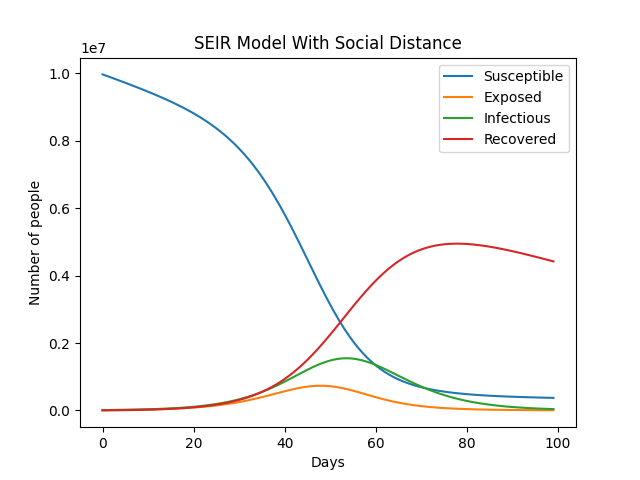 SEIR Model With Social Distance
1e7
1.0
0.8
0.6
0.4
0.2
0.0
Number of people
Susceptible
Exposed
Infectious
Recovered
0 20 40 60 80 100
Days